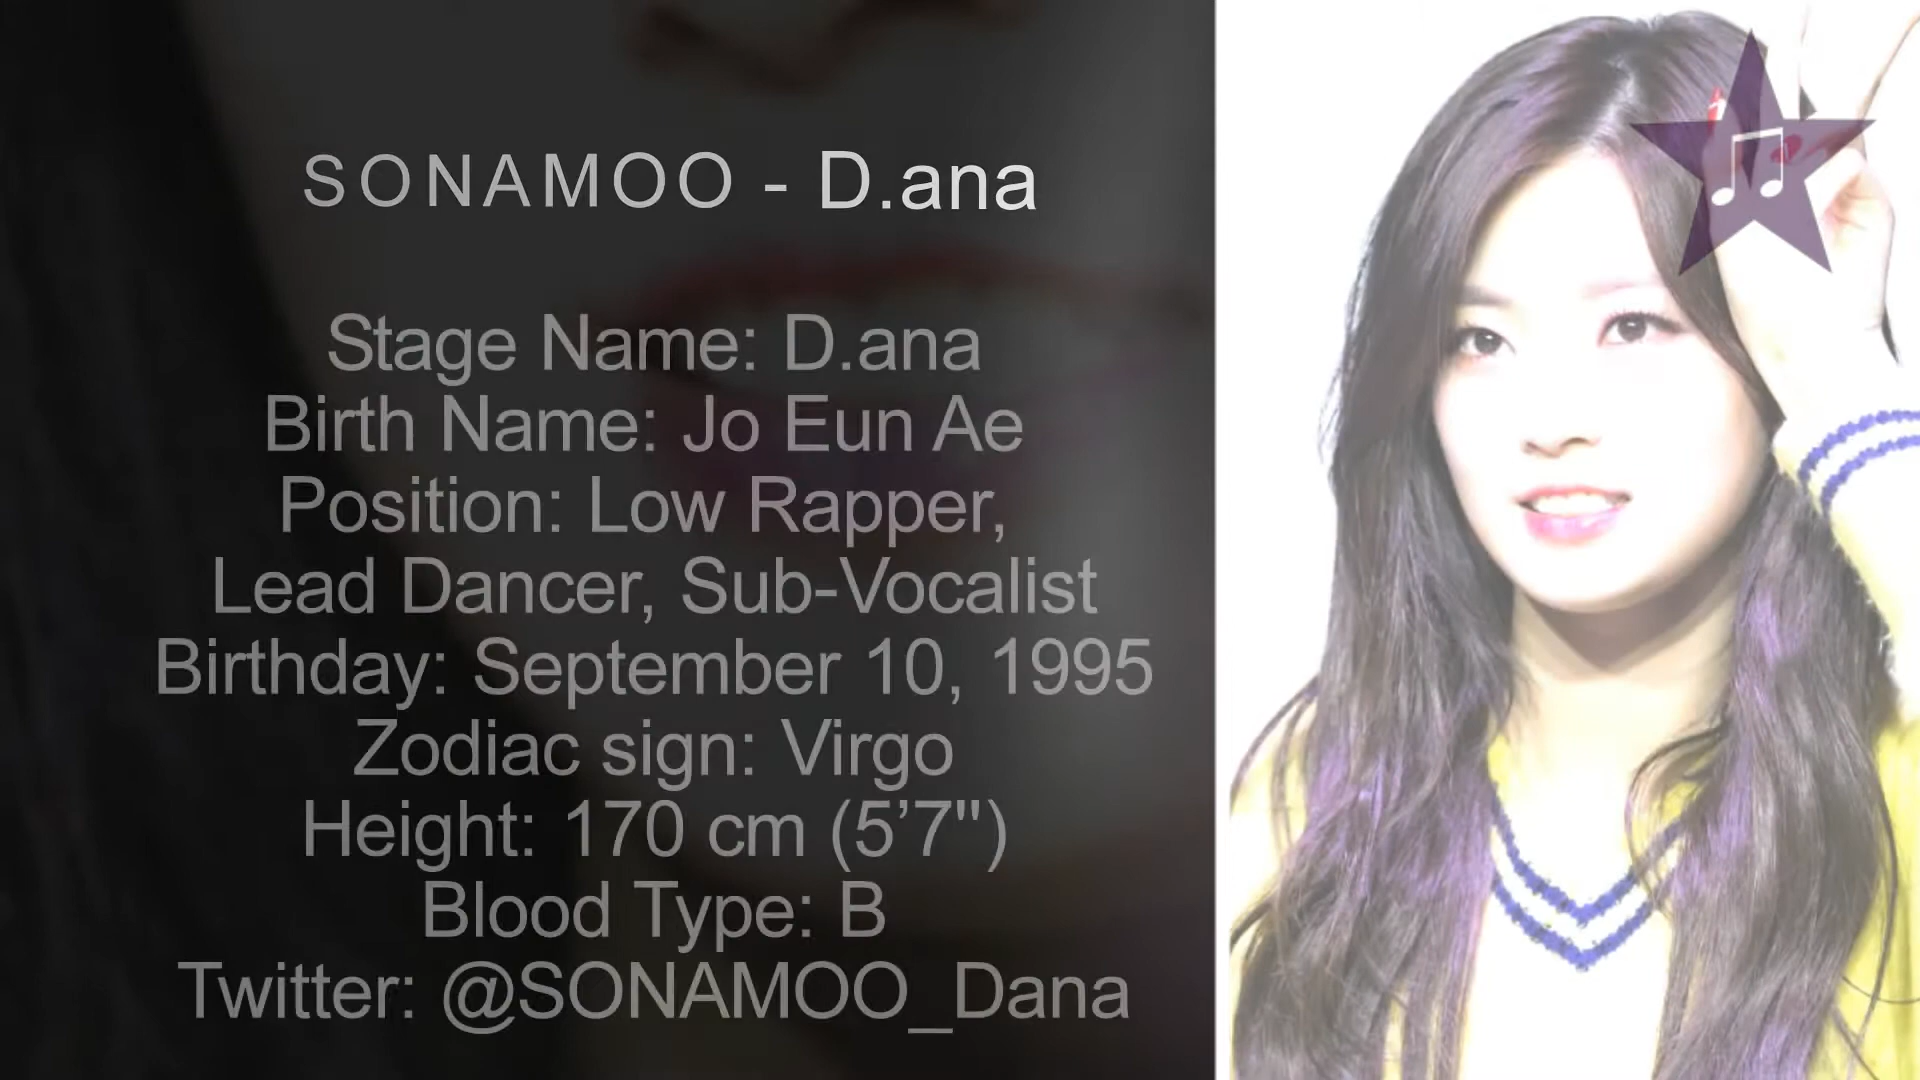 SONAMOO - D.ana
Stage Name: D.ana
Birth Name: Jo Eun Ae
Position: Low Rapper,
Lead Dancer, Sub-Vocalist
Birthday: September 10, 1995
Zodiac sign: Virgo
Height: 170 cm (5’7")
Blood Type: B
Twitter: @SONAMOO_Dana